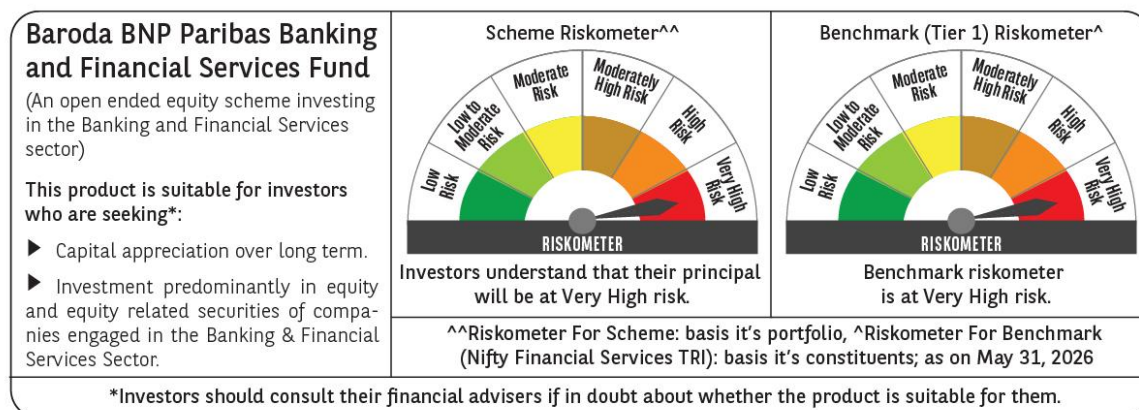 Baroda BNP Paribas Banking
and Financial Services Fund
(An open ended equity scheme investing
in the Banking and Financial Services
sector)
This product is suitable for investors
who are seeking*:
▶ Capital appreciation over long term.
▶ Investment predominantly in equity
and equity related securities of compa-
nies engaged in the Banking & Financial
Services Sector.
Scheme Riskometer^^
Low
Risk
Low to
Moderate
Risk
Moderate
Risk
Moderately
High Risk
High
Risk
Very High
Risk
RISKOMETER
Investors understand that their principal
will be at Very High risk.
Benchmark (Tier 1) Riskometer^
Low
Risk
Low to
Moderate
Risk
Moderate
Risk
Moderately
High Risk
High
Risk
Very High
Risk
RISKOMETER
Benchmark riskometer
is at Very High risk.
^^Riskometer For Scheme: basis it's portfolio, ^Riskometer For Benchmark
(Nifty Financial Services TRI): basis it's constituents; as on May 31, 2026
*Investors should consult their financial advisers if in doubt about whether the product is suitable for them.